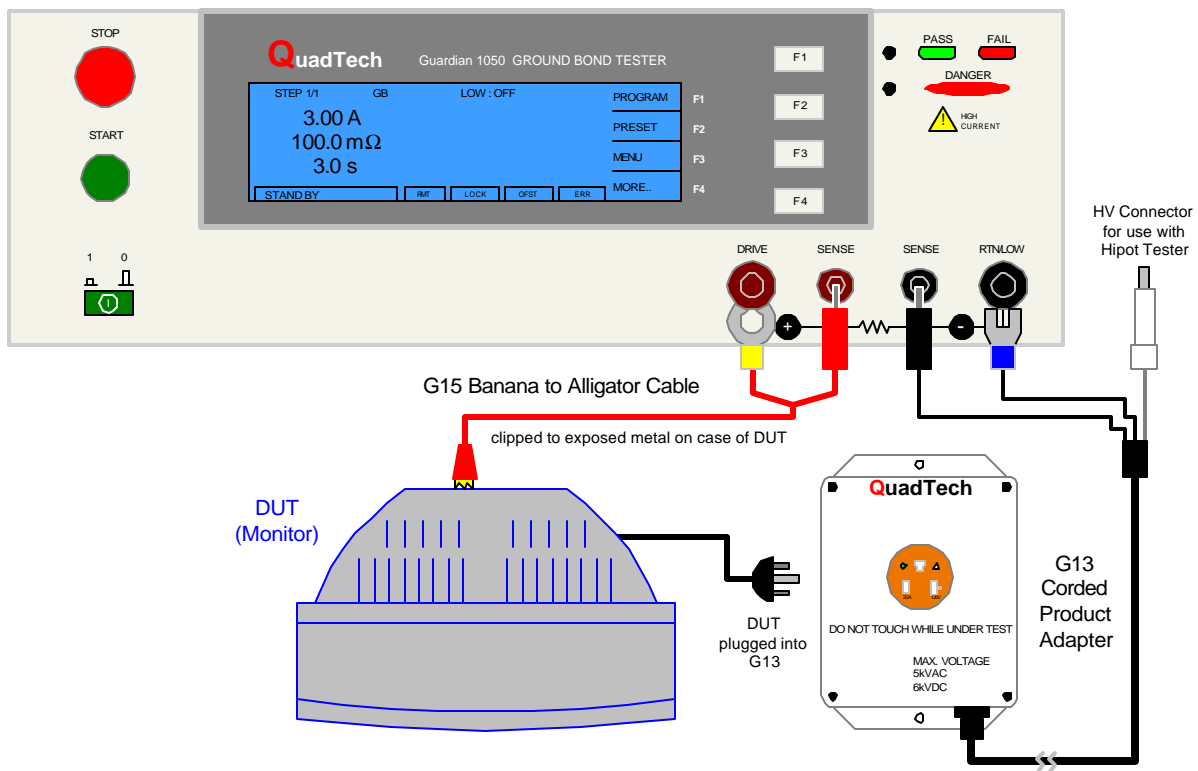 STOP
START
1 0
QuadTech Guardian 1050 GROUND BOND TESTER
STEP 1/1 GB LOW : OFF
3.00 A
100.0 mΩ
3.0 s
STAND BY RMT LOCK OFST ERR
PROGRAM F1
PRESET F2
MENU F3
MORE.. F4
F1
F2
F3
F4
PASS FAIL
DANGER
! HIGH
CURRENT
DRIVE SENSE SENSE RTN/LOW
+ -
HV Connector
for use with
Hipot Tester
G15 Banana to Alligator Cable
clipped to exposed metal on case of DUT
DUT
(Monitor)
DUT
plugged into
G13
QuadTech
DO NOT TOUCH WHILE UNDER TEST
MAX. VOLTAGE
5kVAC
6kVDC
G13
Corded
Product
Adapter